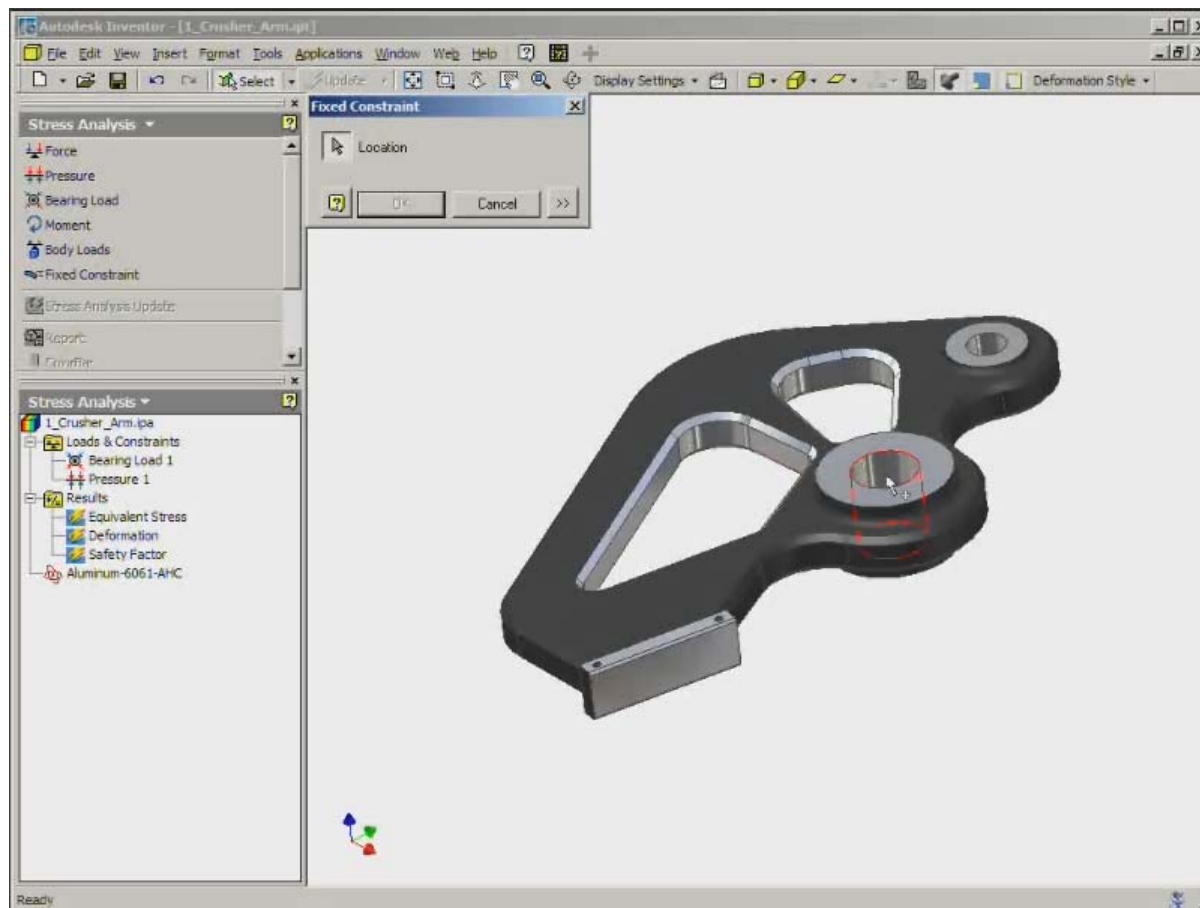 Autodesk Inventor - [1_Crusher_Arm.ipt]
File Edit View Insert Format Tools Applications Window Web Help
Select Update Display Settings Deformation Style
Fixed Constraint
Location
OK Cancel >>
Stress Analysis
Force
Pressure
Bearing Load
Moment
Body Loads
Fixed Constraint
Stress Analysis Update
Report
Stress Analysis
1_Crusher_Arm.ipa
Loads & Constraints
Bearing Load 1
Pressure 1
Results
Equivalent Stress
Deformation
Safety Factor
Aluminum-6061-AHC
Ready